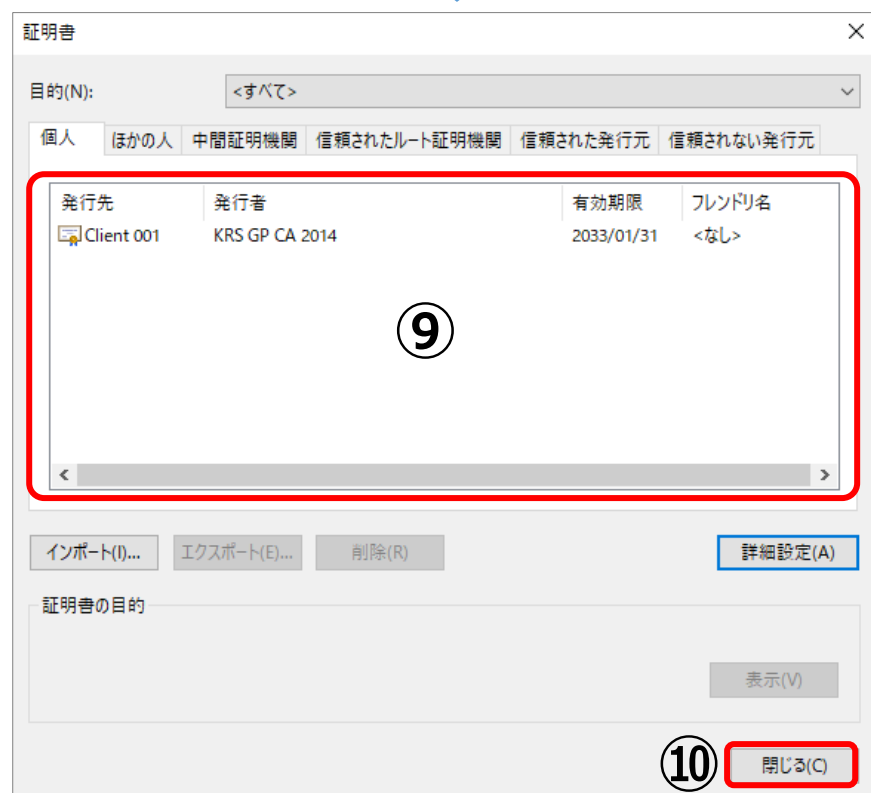 証明書
目的(N): <すべて>
個人 ほかの人 中間証明機関 信頼されたルート証明機関 信頼された発行元 信頼されない発行元
発行先 発行者 有効期限 フレンドリ名
Client 001 KRS GP CA 2014 2033/01/31 <なし>
⑨
インポート(I)... エクスポート(E)... 削除(R) 詳細設定(A)
証明書の目的
表示(V)
⑩ 閉じる(C)